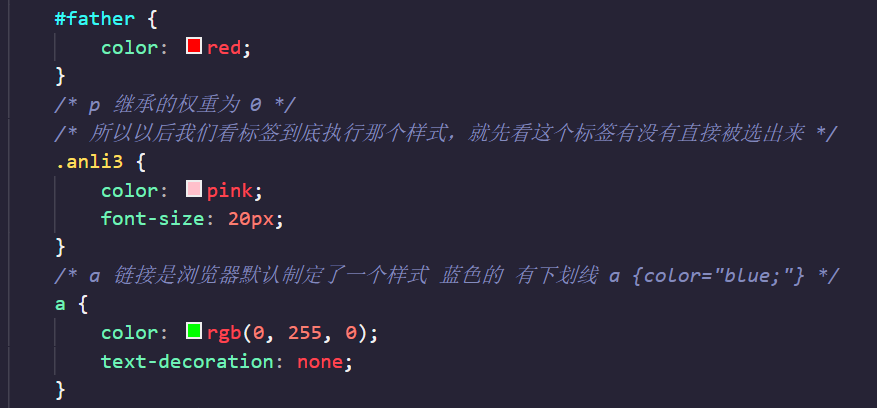 #father {
color: red;
}
/* p 继承的权重为 0 */
/* 所以以后我们看标签到底执行那个样式，就先看这个标签有没有直接被选出来 */
.anli3 {
color: pink;
font-size: 20px;
}
/* a 链接是浏览器默认制定了一个样式 蓝色的 有下划线 a {color="blue;"} */
a {
color: rgb(0, 255, 0);
text-decoration: none;
}